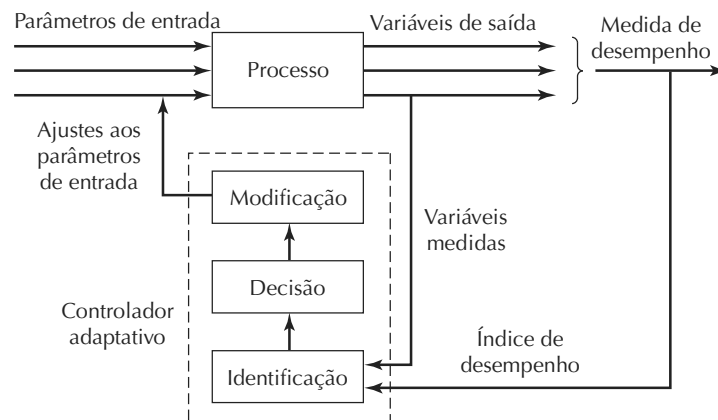 Parâmetros de entrada
Variáveis de saída
Medida de
desempenho
Processo
Ajustes aos
parâmetros
de entrada
Modificação
Variáveis
medidas
Decisão
Controlador
adaptativo
Índice de
desempenho
Identificação